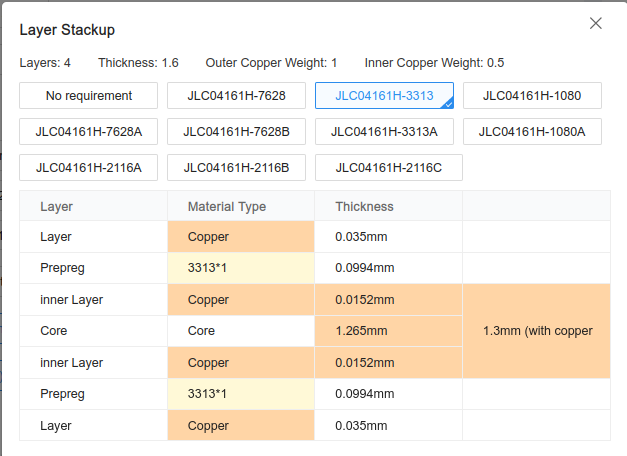 Layer Stackup
Layers: 4 Thickness: 1.6 Outer Copper Weight: 1 Inner Copper Weight: 0.5
No requirement JLC04161H-7628 JLC04161H-3313 JLC04161H-1080
JLC04161H-7628A JLC04161H-7628B JLC04161H-3313A JLC04161H-1080A
JLC04161H-2116A JLC04161H-2116B JLC04161H-2116C
Layer Material Type Thickness
Layer Copper 0.035mm
Prepreg 3313*1 0.0994mm
inner Layer Copper 0.0152mm
Core Core 1.265mm 1.3mm (with copper
inner Layer Copper 0.0152mm
Prepreg 3313*1 0.0994mm
Layer Copper 0.035mm